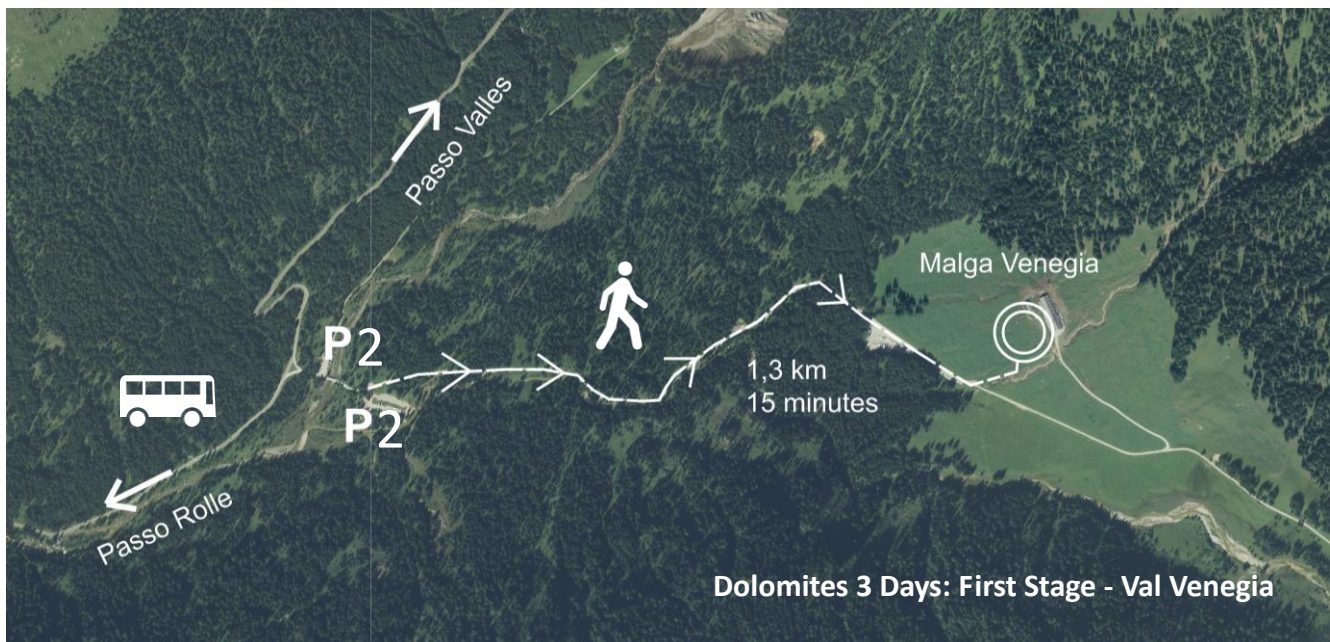 Passo Valles
Malga Venegia
P2
1,3 km
15 minutes
P2
Passo Rolle
Dolomites 3 Days: First Stage - Val Venegia